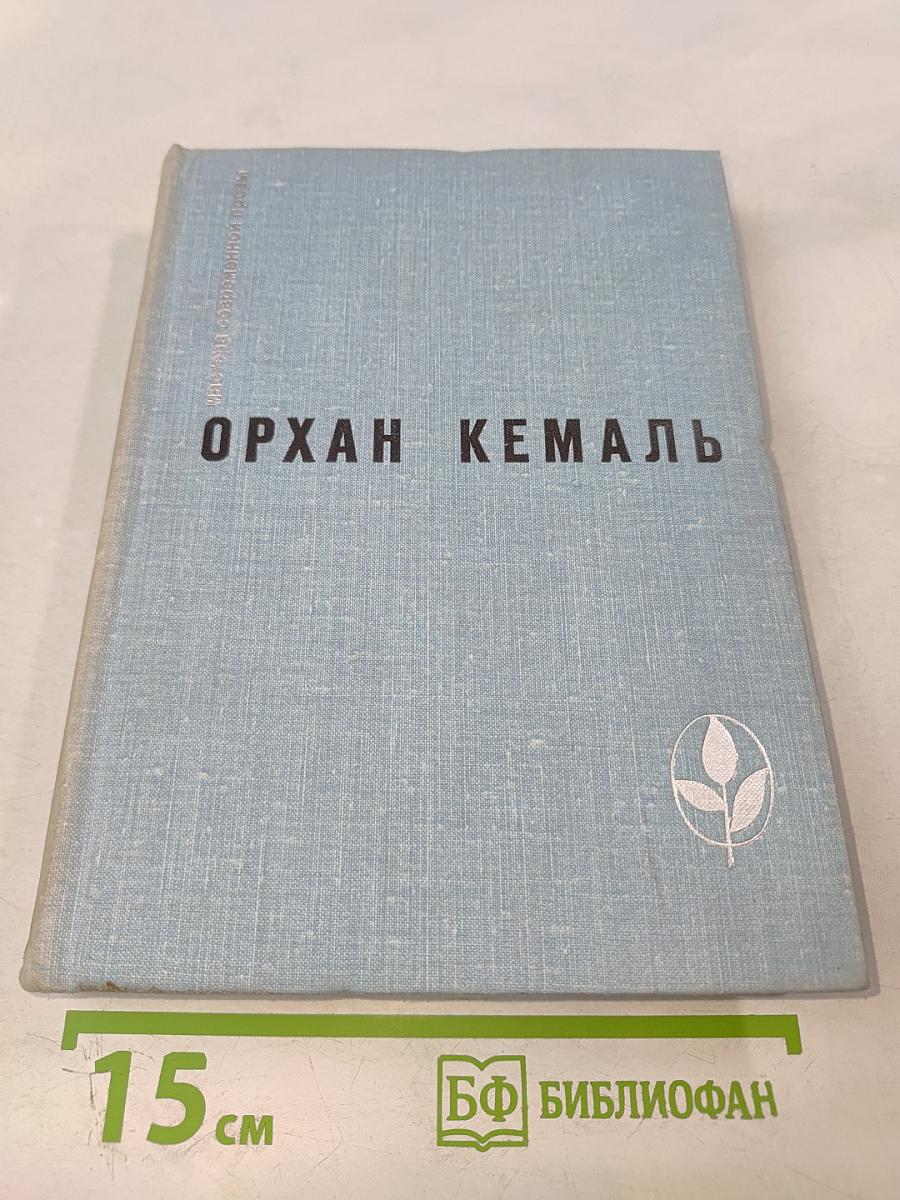 мастера современной прозы
ОРХАН КЕМАЛЬ
15 см
БФ БИБЛИОФАН